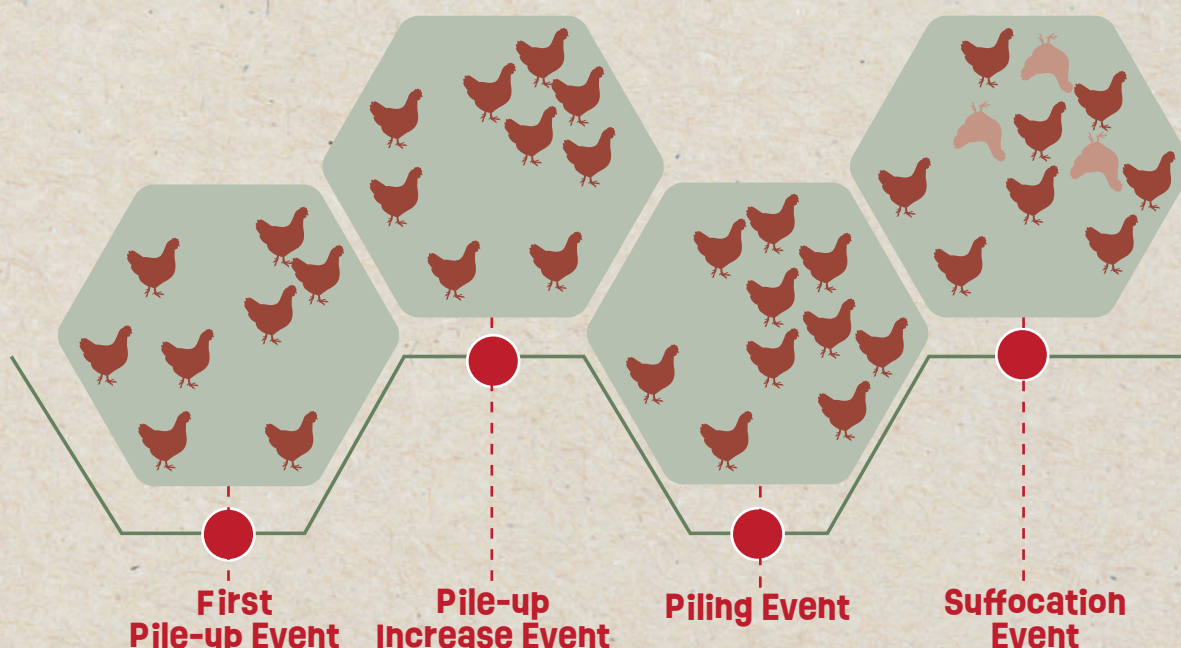 First
Pile-up Event
Pile-up
Increase Event
Piling Event
Suffocation
Event